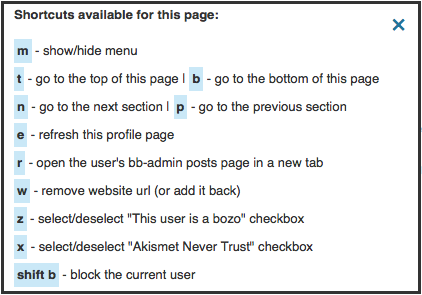 Shortcuts available for this page:
m - show/hide menu
t - go to the top of this page | b - go to the bottom of this page
n - go to the next section | p - go to the previous section
e - refresh this profile page
r - open the user's bb-admin posts page in a new tab
w - remove website url (or add it back)
z - select/deselect "This user is a bozo" checkbox
x - select/deselect "Akismet Never Trust" checkbox
shift b - block the current user